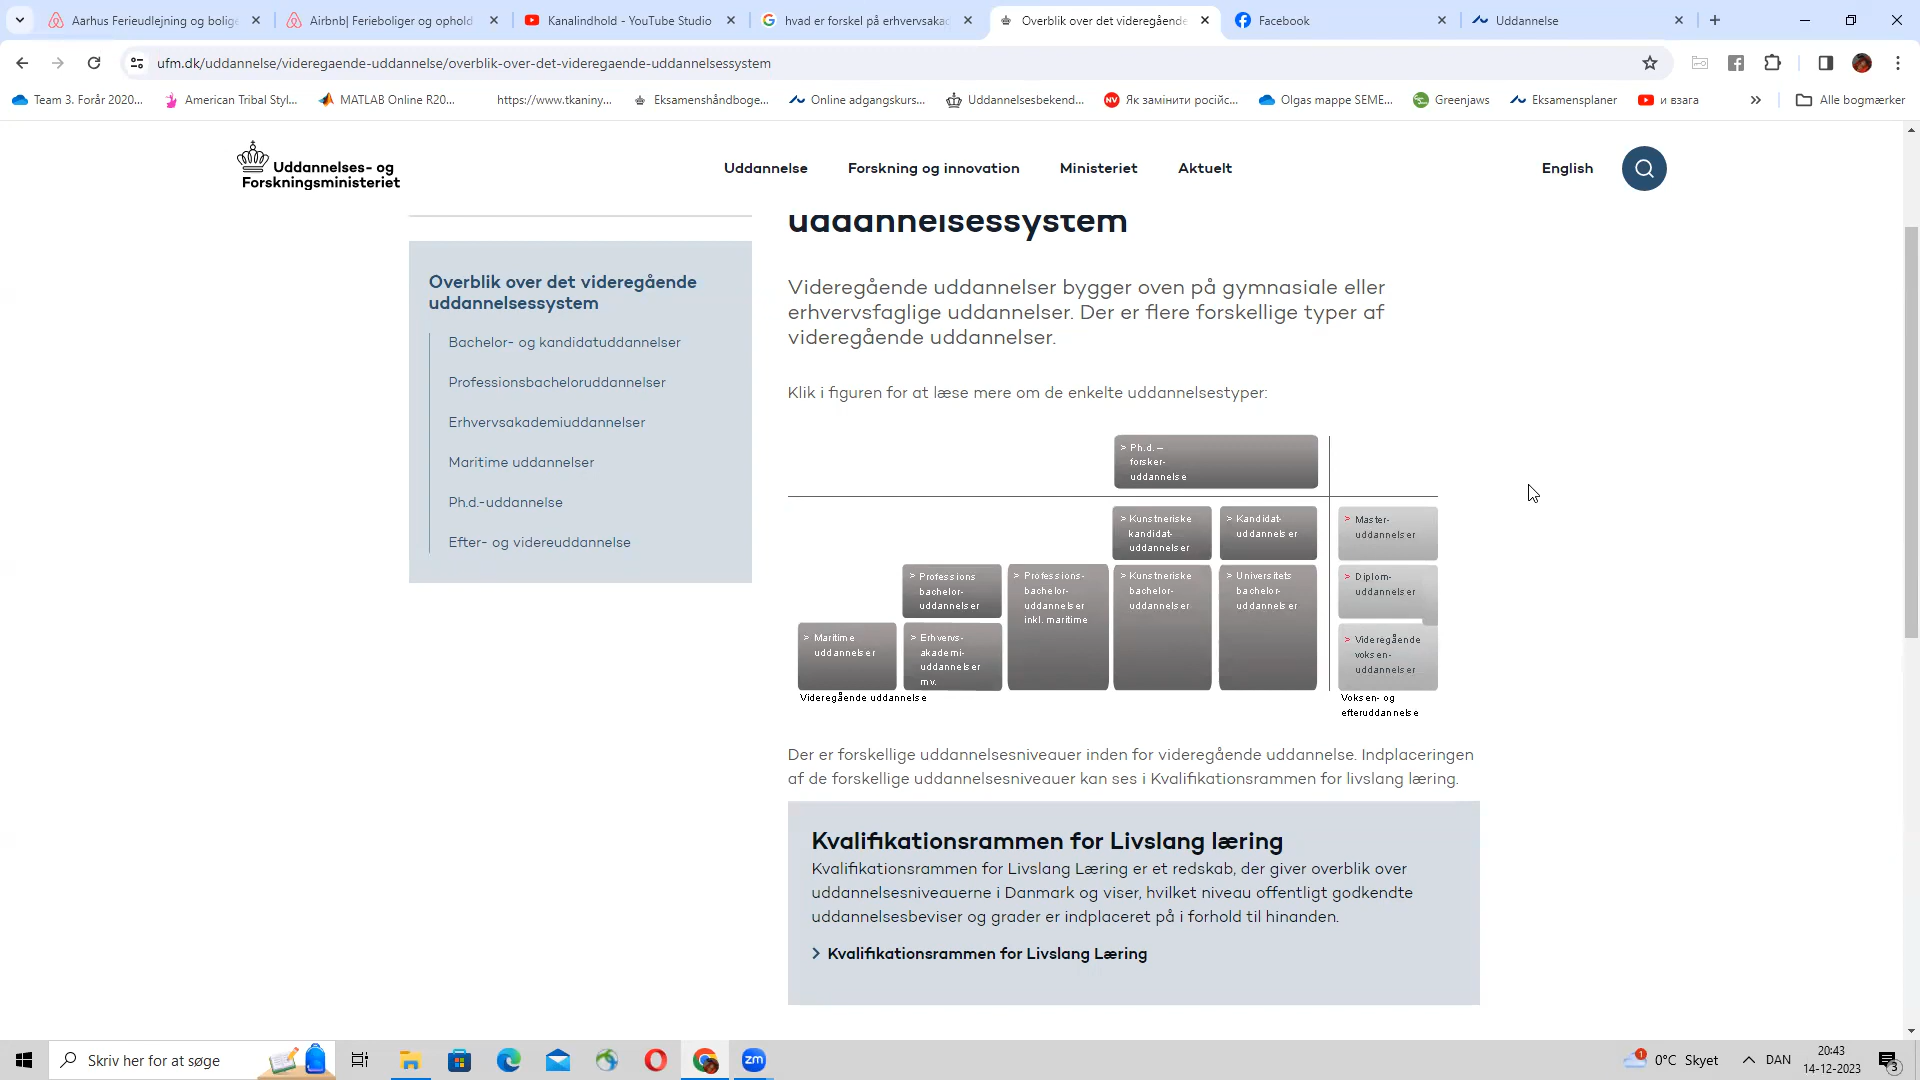 Aarhus Ferieudlejning og bolige
Airbnb| Ferieboliger og ophold
Kanalindhold - YouTube Studio
hvad er forskel på erhvervsakad
Overblik over det videregående
Facebook
Uddannelse
ufm.dk/uddannelse/videregaende-uddannelse/overblik-over-det-videregaende-uddannelsessystem
Team 3. Forår 2020...
American Tribal Styl...
MATLAB Online R20...
https://www.tkaniny...
Eksamenshåndboge...
Online adgangskurs...
Uddannelsesbekend...
Як замінити російс...
Olgas mappe SEME...
Greenjaws
Eksamensplaner
и взага
Alle bogmærker
Uddannelses- og
Forskningsministeriet
Uddannelse
Forskning og innovation
Ministeriet
Aktuelt
English
uddannelsessystem
Overblik over det videregående
uddannelsessystem
Bachelor- og kandidatuddannelser
Professionsbacheloruddannelser
Erhvervsakademiuddannelser
Maritime uddannelser
Ph.d.-uddannelse
Efter- og videreuddannelse
Videregående uddannelser bygger oven på gymnasiale eller
erhvervsfaglige uddannelser. Der er flere forskellige typer af
videregående uddannelser.
Klik i figuren for at læse mere om de enkelte uddannelsestyper:
> Ph.d. –
forsker-
uddannelse
> Kunstneriske
kandidat-
uddannelser
> Kandidat-
uddannelser
> Master-
uddannelser
> Professions
bachelor-
uddannelser
> Professions-
bachelor-
uddannelser
inkl. maritime
> Kunstneriske
bachelor-
uddannelser
> Universitets
bachelor-
uddannelser
> Diplom-
uddannelser
> Maritime
uddannelser
> Erhvervs-
akademi-
uddannelser
mv.
> Videregående
voksen-
uddannelser
Videregående uddannelse
Voksen- og
efteruddannelse
Der er forskellige uddannelsesniveauer inden for videregående uddannelse. Indplaceringen
af de forskellige uddannelsesniveauer kan ses i Kvalifikationsrammen for livslang læring.
Kvalifikationsrammen for Livslang læring
Kvalifikationsrammen for Livslang Læring er et redskab, der giver overblik over
uddannelsesniveauerne i Danmark og viser, hvilket niveau offentligt godkendte
uddannelsesbeviser og grader er indplaceret på i forhold til hinanden.
Kvalifikationsrammen for Livslang Læring
Skriv her for at søge
zm
1
0°C Skyet
DAN
20:43
14-12-2023
3